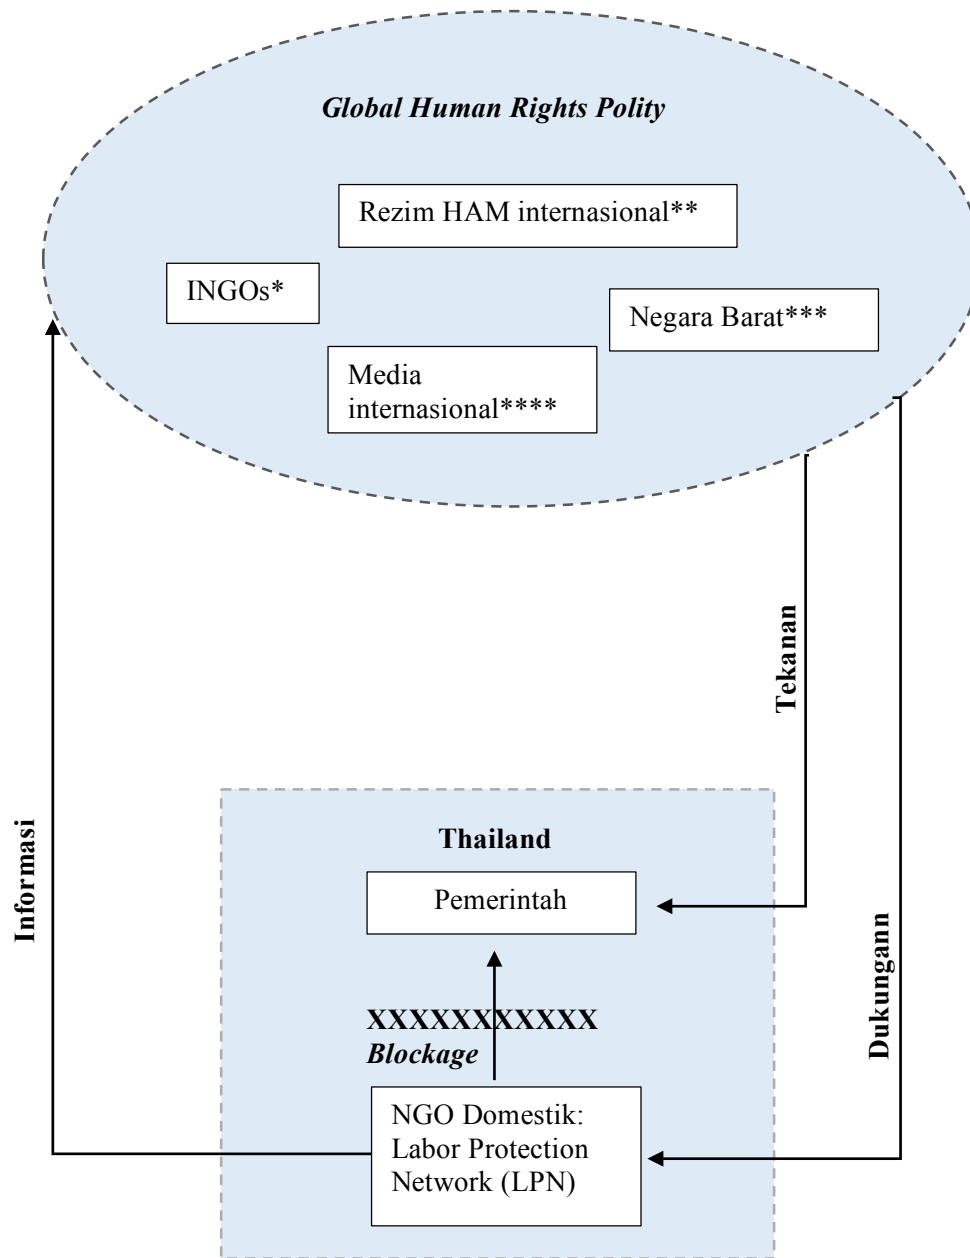 Global Human Rights Polity
Rezim HAM internasional**
INGOs*
Negara Barat***
Media
internasional****
Tekanan
Informasi
Dukungann
Thailand
Pemerintah
XXXXXXXXXXX
Blockage
NGO Domestik:
Labor Protection
Network (LPN)